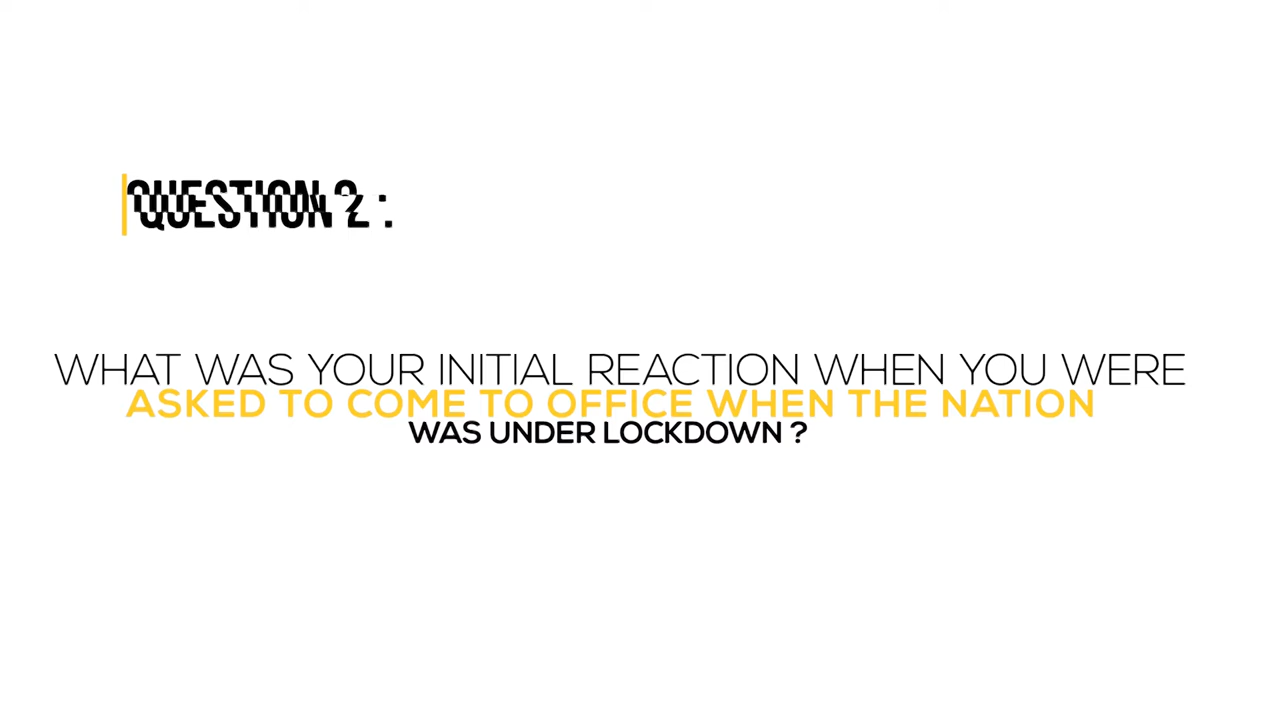 QUESTION 2 :
WHAT WAS YOUR INITIAL REACTION WHEN YOU WERE
ASKED TO COME TO OFFICE WHEN THE NATION
WAS UNDER LOCKDOWN ?